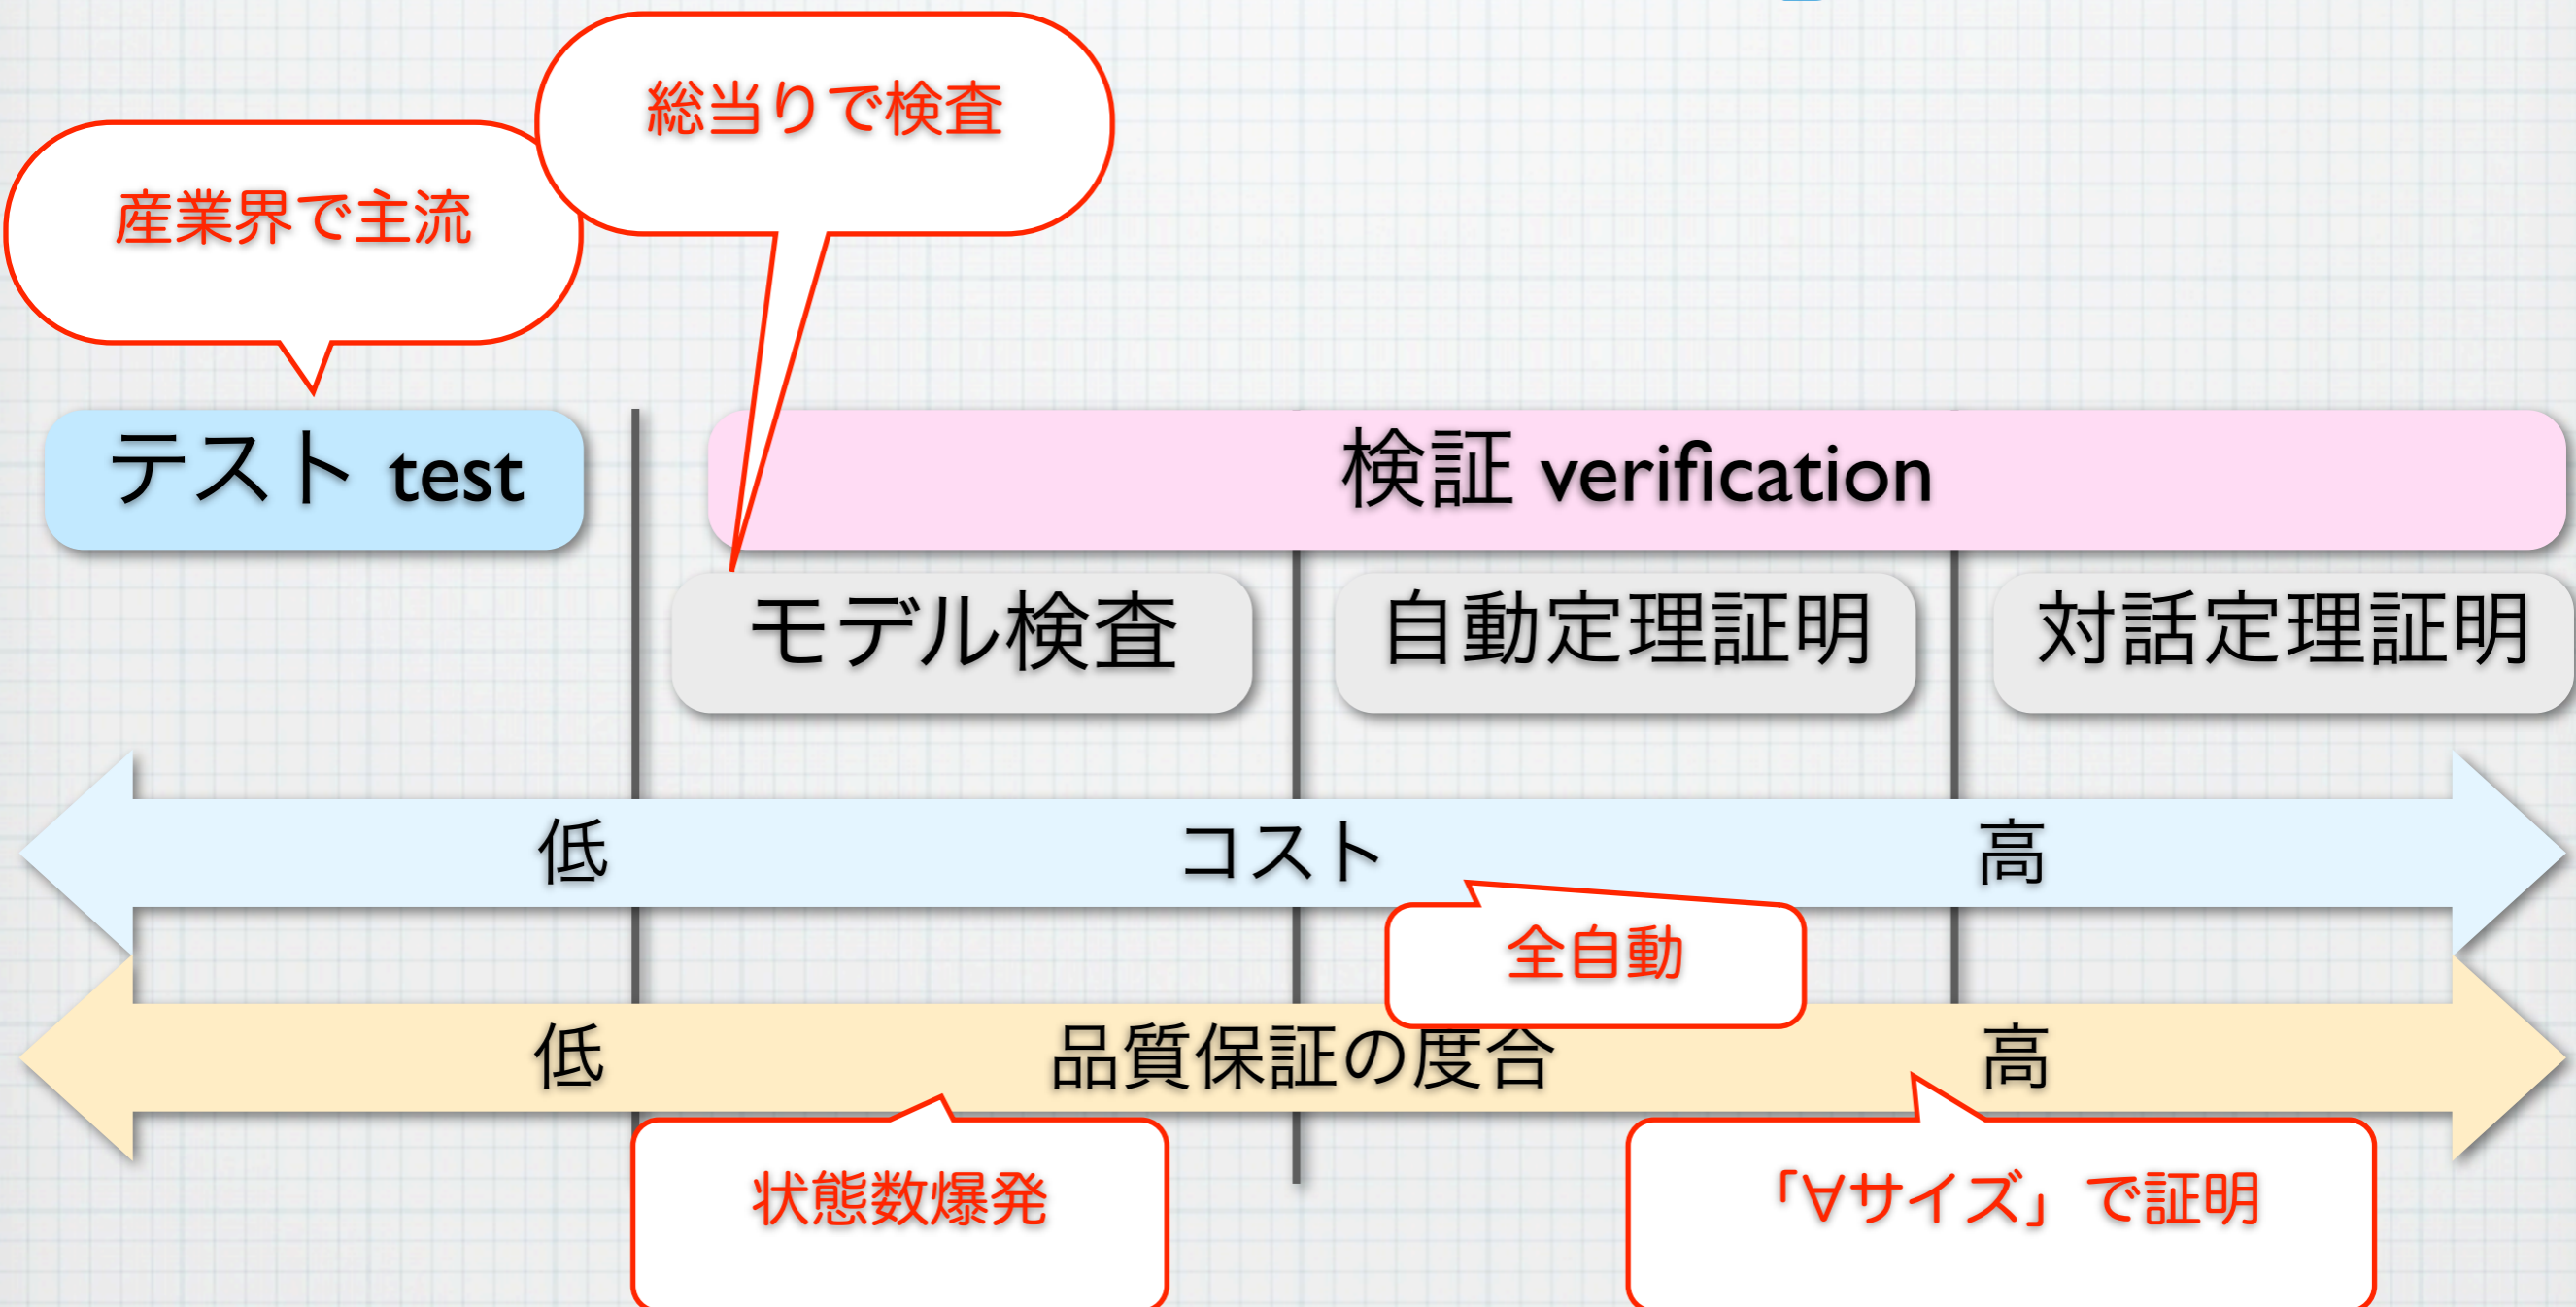 総当りで検査
産業界で主流
テスト test
検証 verification
モデル検査
自動定理証明
対話定理証明
低
コスト
高
全自動
低
品質保証の度合
高
状態数爆発
「∀サイズ」で証明